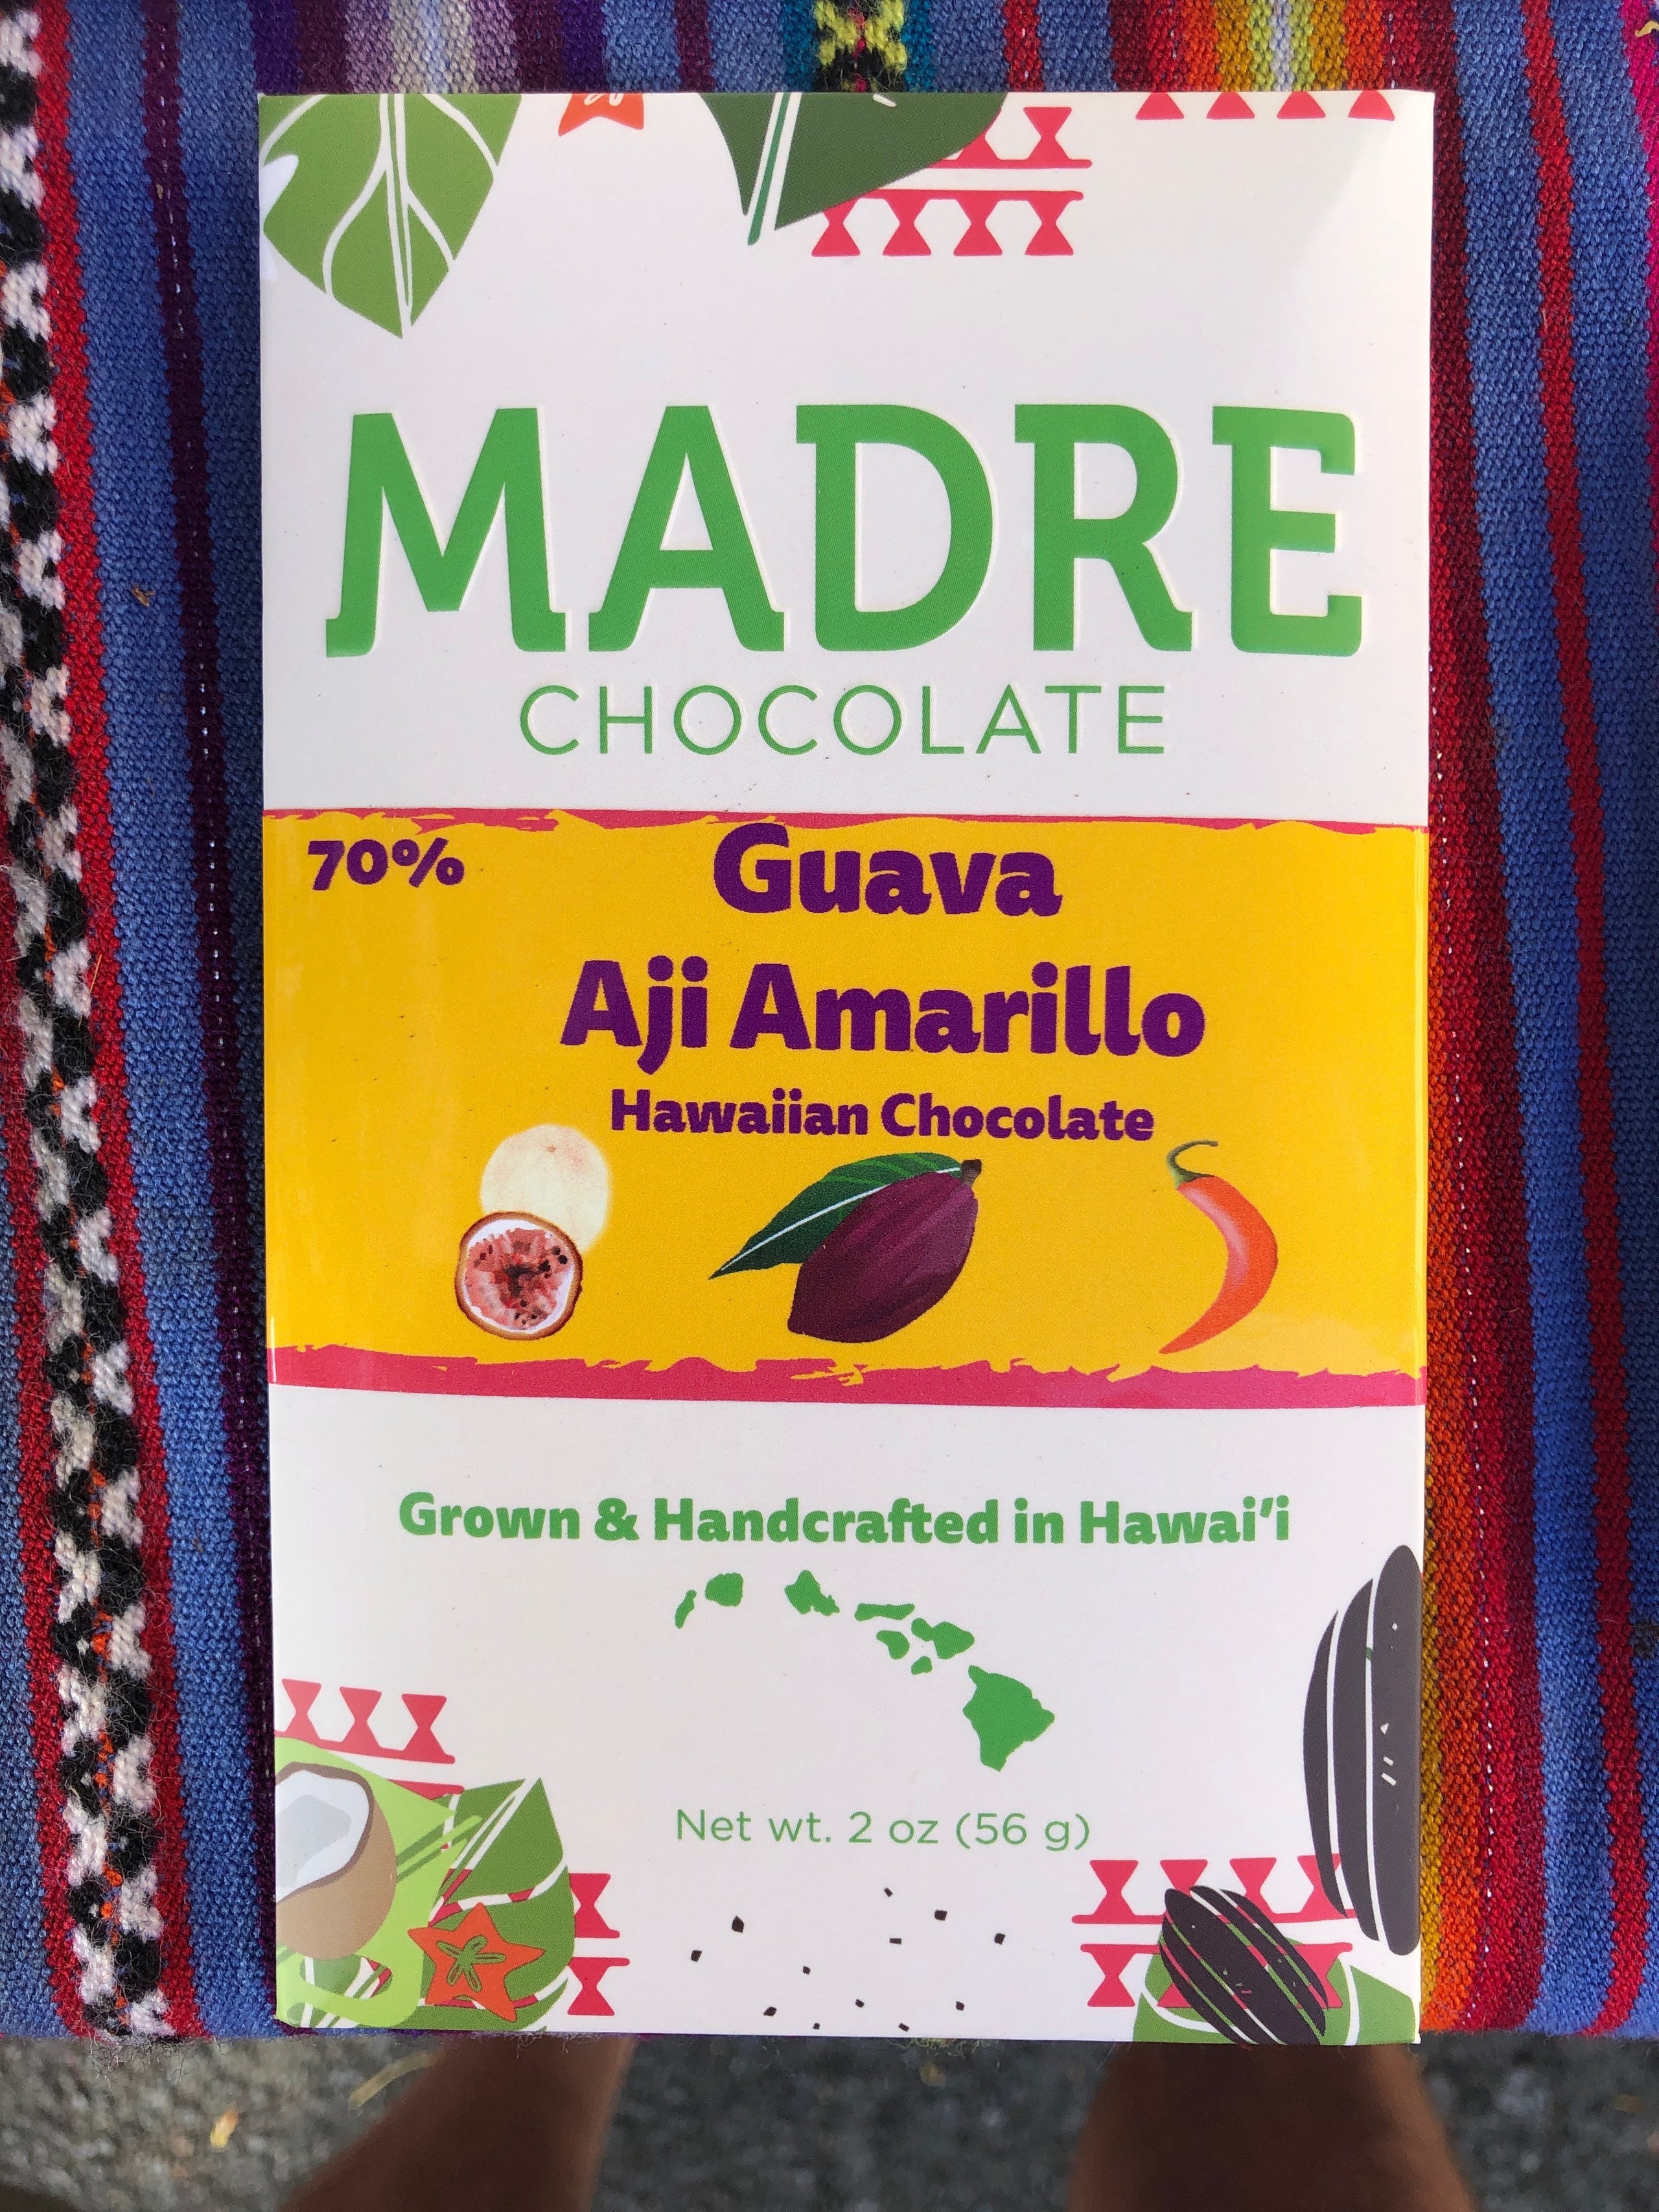 MADRE
CHOCOLATE
70%
Guava
Aji Amarillo
Hawaiian Chocolate
Grown & Handcrafted in Hawai'i
Net wt. 2 oz (56 g)